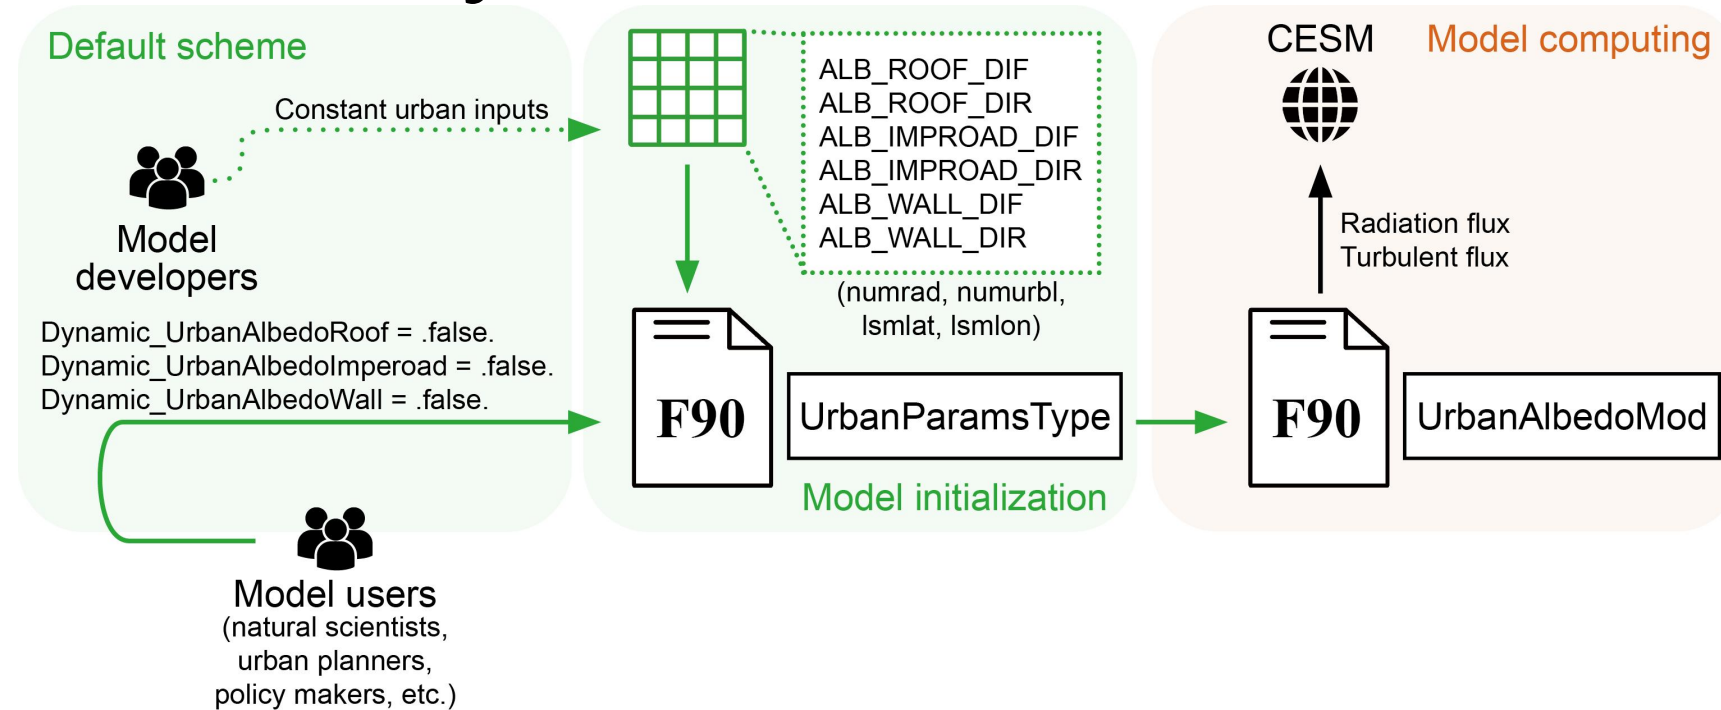 Default scheme
Constant urban inputs
Model
developers
Dynamic_UrbanAlbedoRoof = .false.
Dynamic_UrbanAlbedoImperoad = .false.
Dynamic_UrbanAlbedoWall = .false.
Model users
(natural scientists,
urban planners,
policy makers, etc.)
ALB_ROOF_DIF
ALB_ROOF_DIR
ALB_IMPROAD_DIF
ALB_IMPROAD_DIR
ALB_WALL_DIF
ALB_WALL_DIR
(numrad, numurbl,
lsmlat, lsmlon)
F90
UrbanParamsType
Model initialization
CESM
Model computing
Radiation flux
Turbulent flux
F90
UrbanAlbedoMod